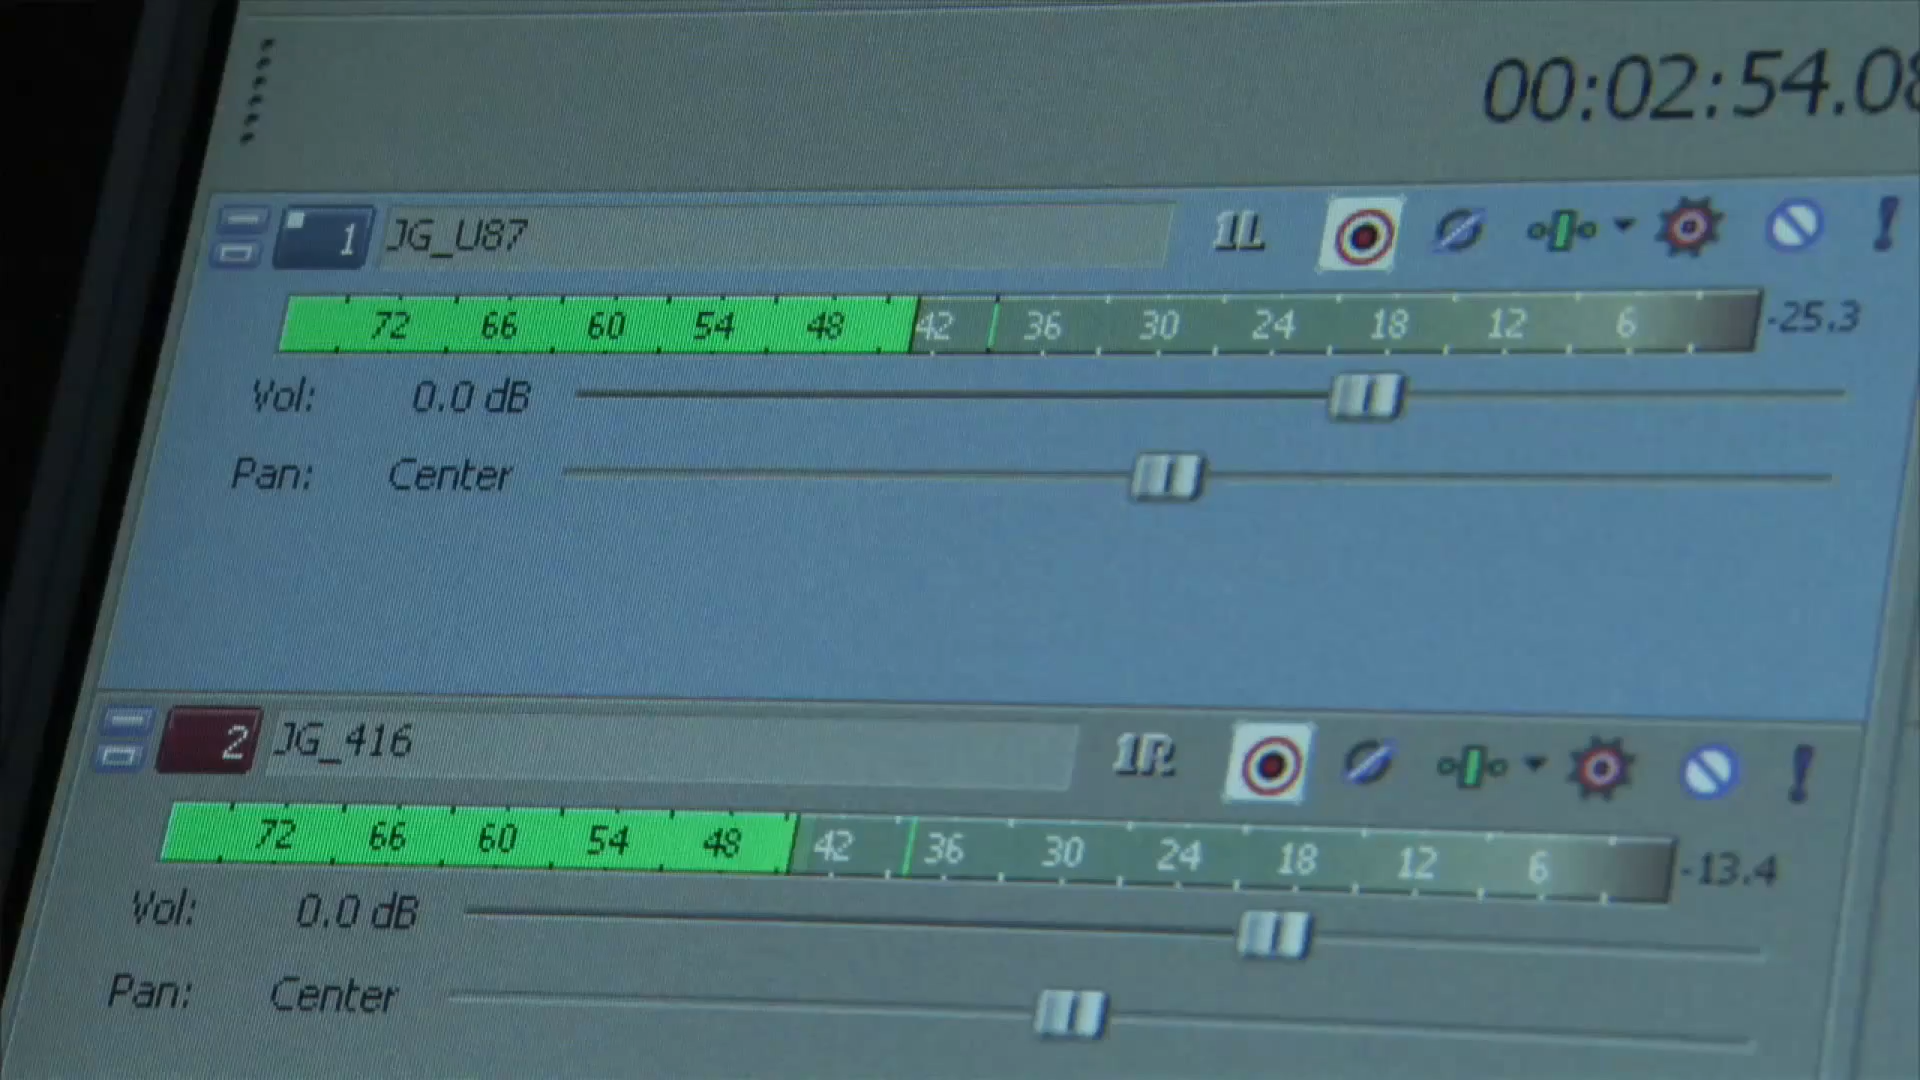 00:02:54.08
1 JG_U87 1L
72 66 60 54 48 42 36 30 24 18 12 6 -25.3
Vol: 0.0 dB
Pan: Center
2 JG_416 1R
72 66 60 54 48 42 36 30 24 18 12 6 -13.4
Vol: 0.0 dB
Pan: Center